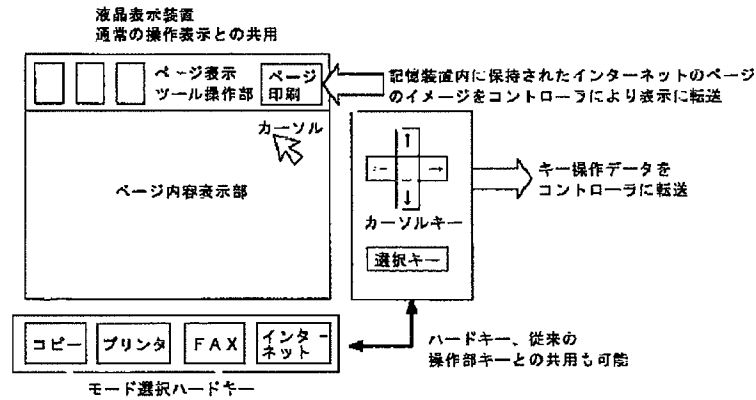 液晶表示装置
通常の操作表示との共用
ページ表示
ツール操作部
ページ
印刷
記憶装置内に保持されたインターネットのページ
のイメージをコントローラにより表示に転送
カーソル
ページ内容表示部
↑
←
→
↓
キー操作データを
コントローラに転送
カーソルキー
選択キー
コピー
プリンタ
FAX
インター
ネット
ハードキー、従来の
操作部キーとの共用も可能
モード選択ハードキー